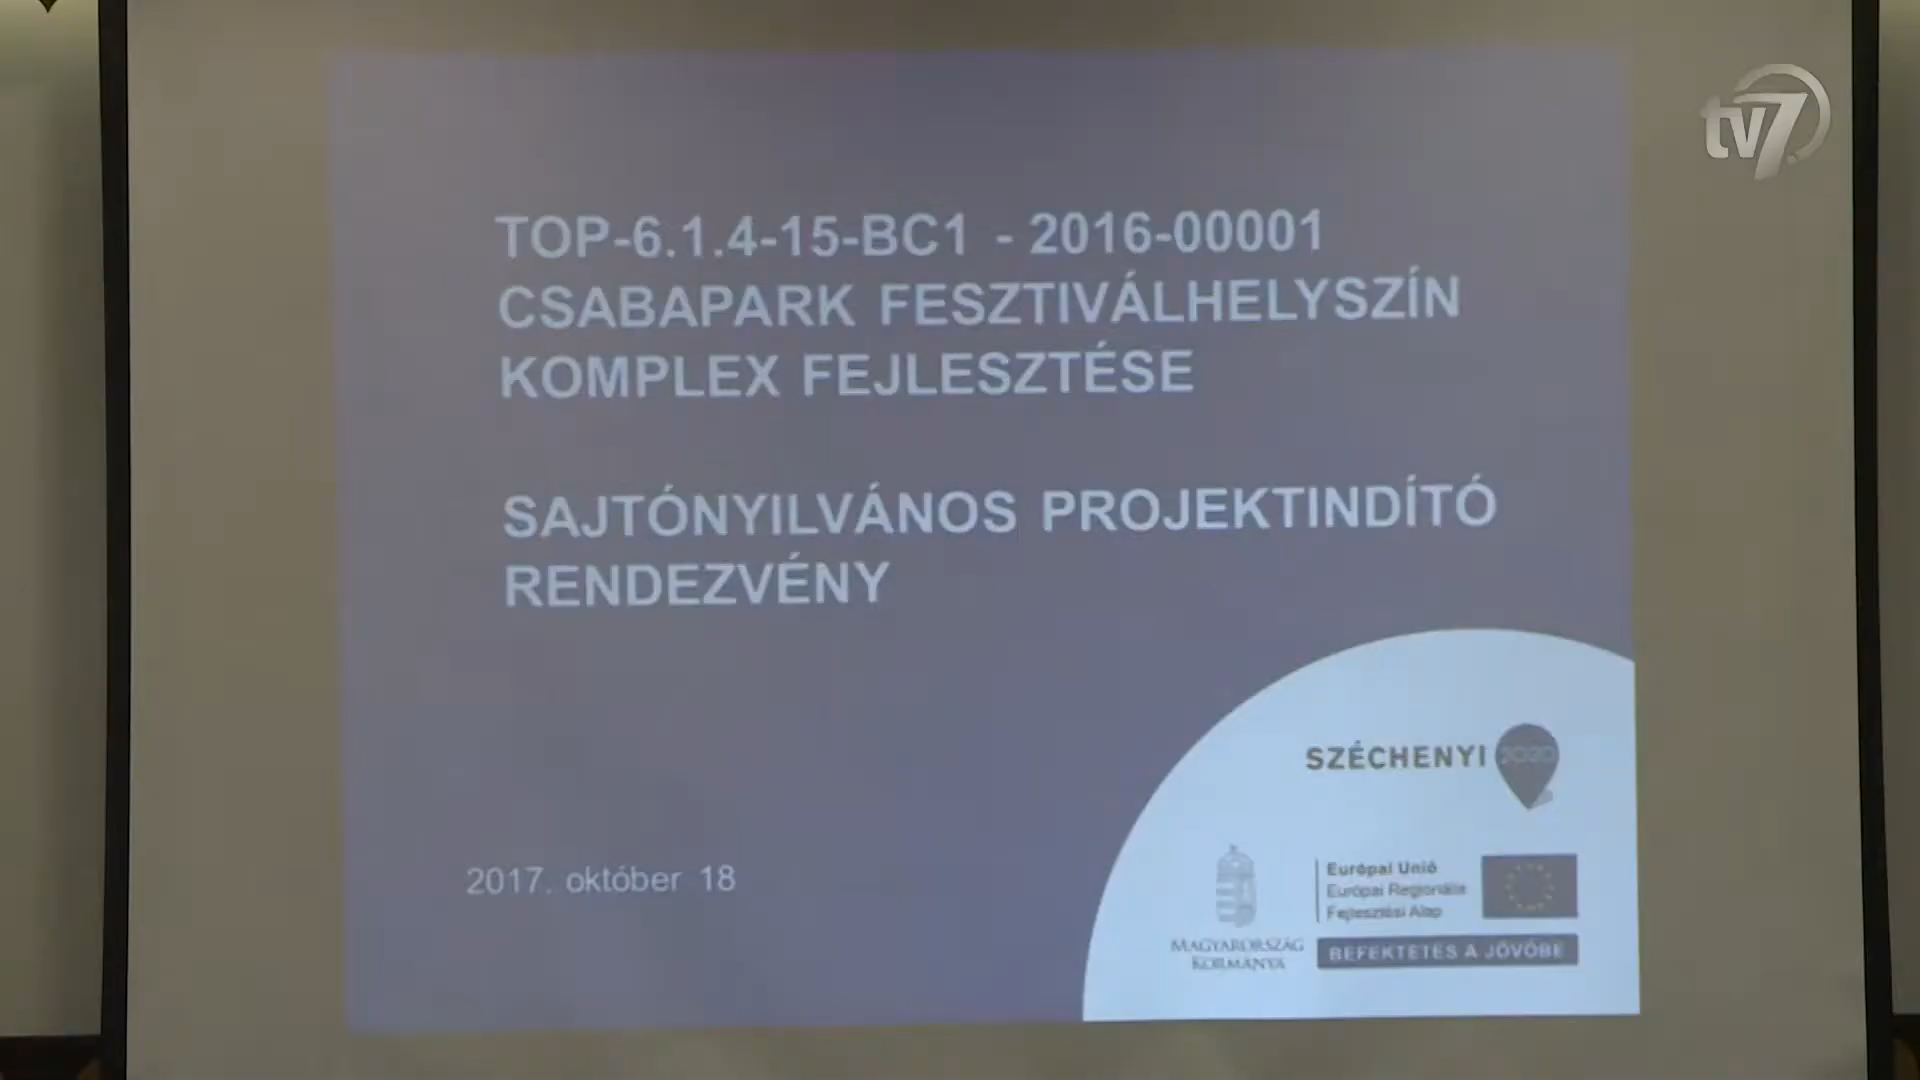 tv7
TOP-6.1.4-15-BC1 - 2016-00001
CSABAPARK FESZTIVÁLHELYSZÍN
KOMPLEX FEJLESZTÉSE
SAJTÓNYILVÁNOS PROJEKTINDÍTÓ
RENDEZVÉNY
SZÉCHENYI 2020
2017. október 18
Európai Unió
Európai Regionális
Fejlesztési Alap
MAGYARORSZÁG
KORMÁNYA
BEFEKTETÉS A JÖVŐBE